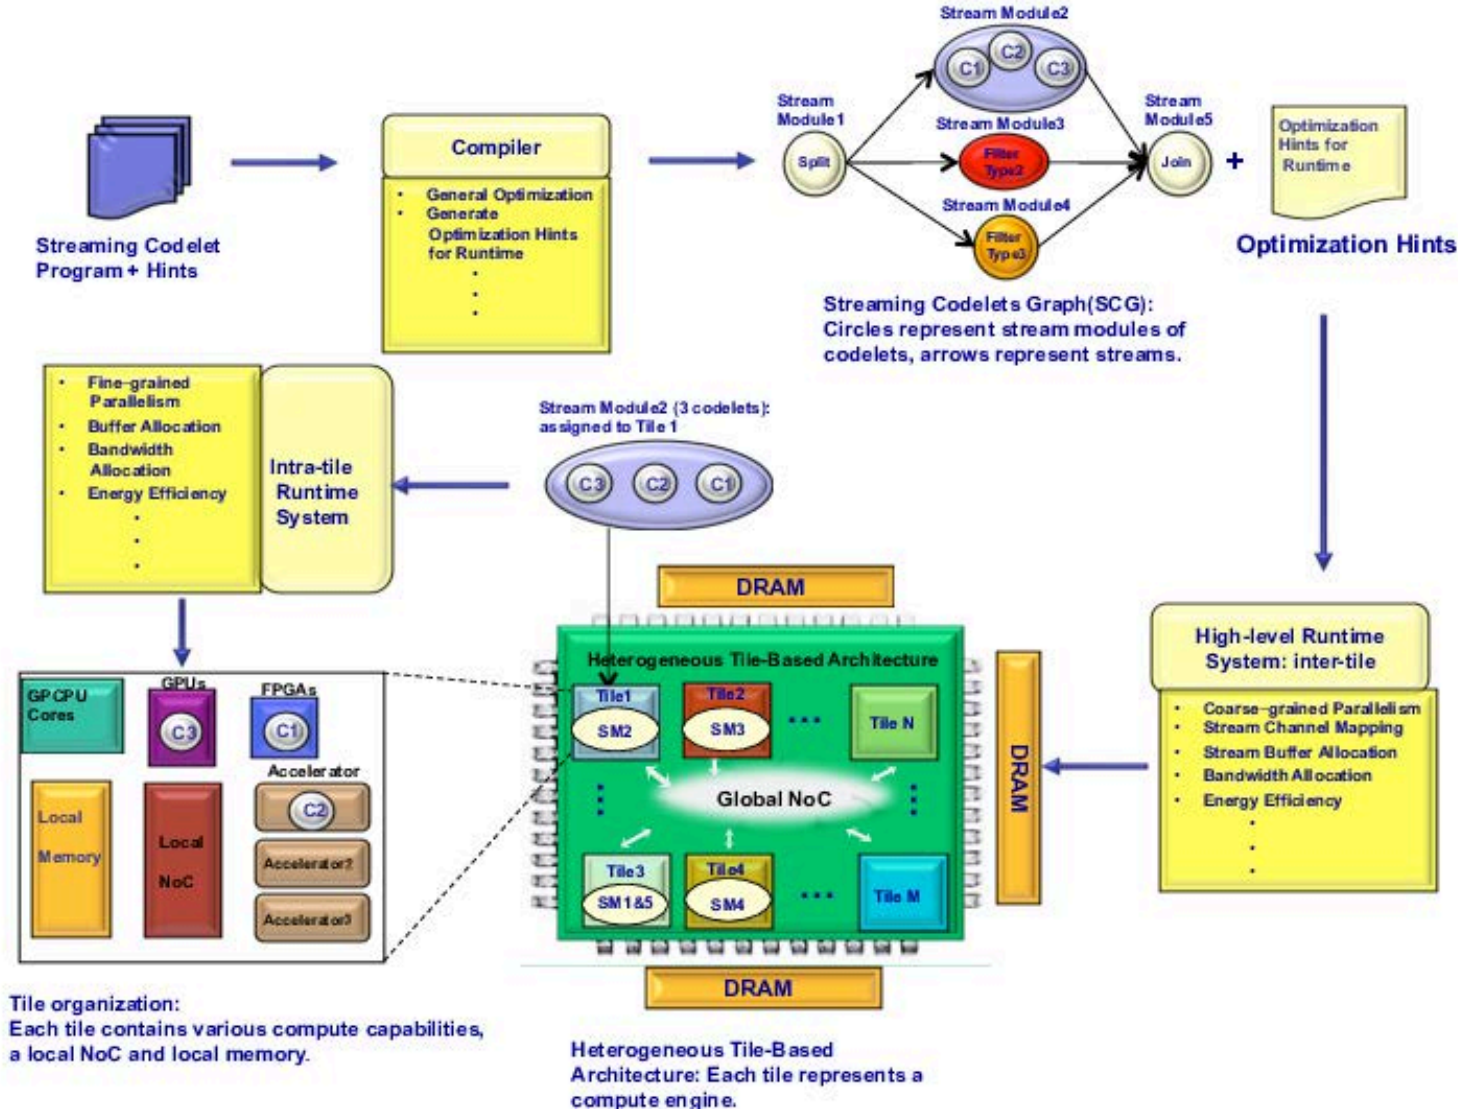 Stream Module2
C1
C2
C3
Stream
Module1
Split
Stream Module3
Filter
Type2
Stream Module4
Filter
Type3
Stream
Module5
Join
+
Optimization
Hints for
Runtime
Optimization Hints
Streaming Codelet
Program + Hints
Compiler
• General Optimization
• Generate
Optimization Hints
for Runtime
Streaming Codelets Graph(SCG):
Circles represent stream modules of
codelets, arrows represent streams.
• Fine-grained
Parallelism
• Buffer Allocation
• Bandwidth
Allocation
• Energy Efficiency
Intra-tile
Runtime
System
Stream Module2 (3 codelets):
assigned to Tile 1
C3
C2
C1
High-level Runtime
System: inter-tile
• Coarse-grained Parallelism
• Stream Channel Mapping
• Stream Buffer Allocation
• Bandwidth Allocation
• Energy Efficiency
DRAM
DRAM
DRAM
Heterogeneous Tile-Based Architecture
Tile1
SM2
Tile2
SM3
Tile N
Global NoC
Tile3
SM1&5
Tile4
SM4
Tile M
GPCPU
Cores
GPUs
C3
FPGAs
C1
Accelerator
C2
Accelerator2
Accelerator3
Local
Memory
Local
NoC
Tile organization:
Each tile contains various compute capabilities,
a local NoC and local memory.
Heterogeneous Tile-Based
Architecture: Each tile represents a
compute engine.